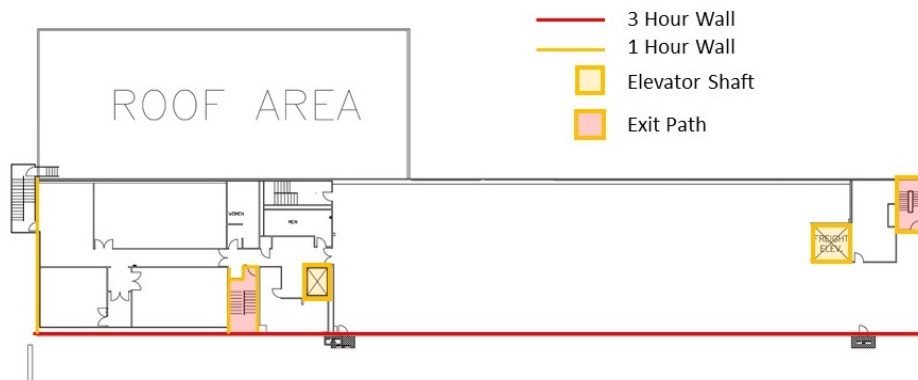 3 Hour Wall
1 Hour Wall
Elevator Shaft
Exit Path
ROOF AREA
WOMEN
MEN
FREIGHT
ELEV.